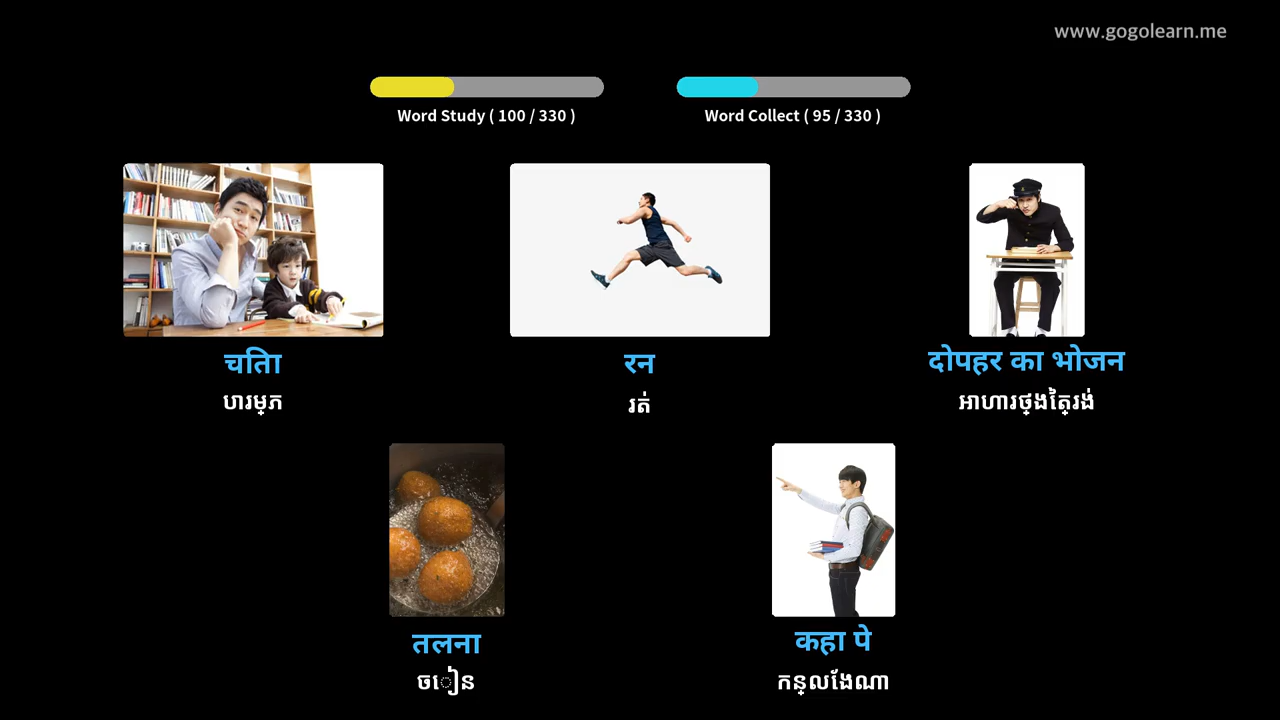 www.gogolearn.me
Word Study ( 100 / 330 )
Word Collect ( 95 / 330 )
चिता
បារម្ភ
रन
រត់
दोपहर का भोजन
អាហារថ្ងៃត្រង់
तलना
ចៀន
कहा पे
កន្លែងណា